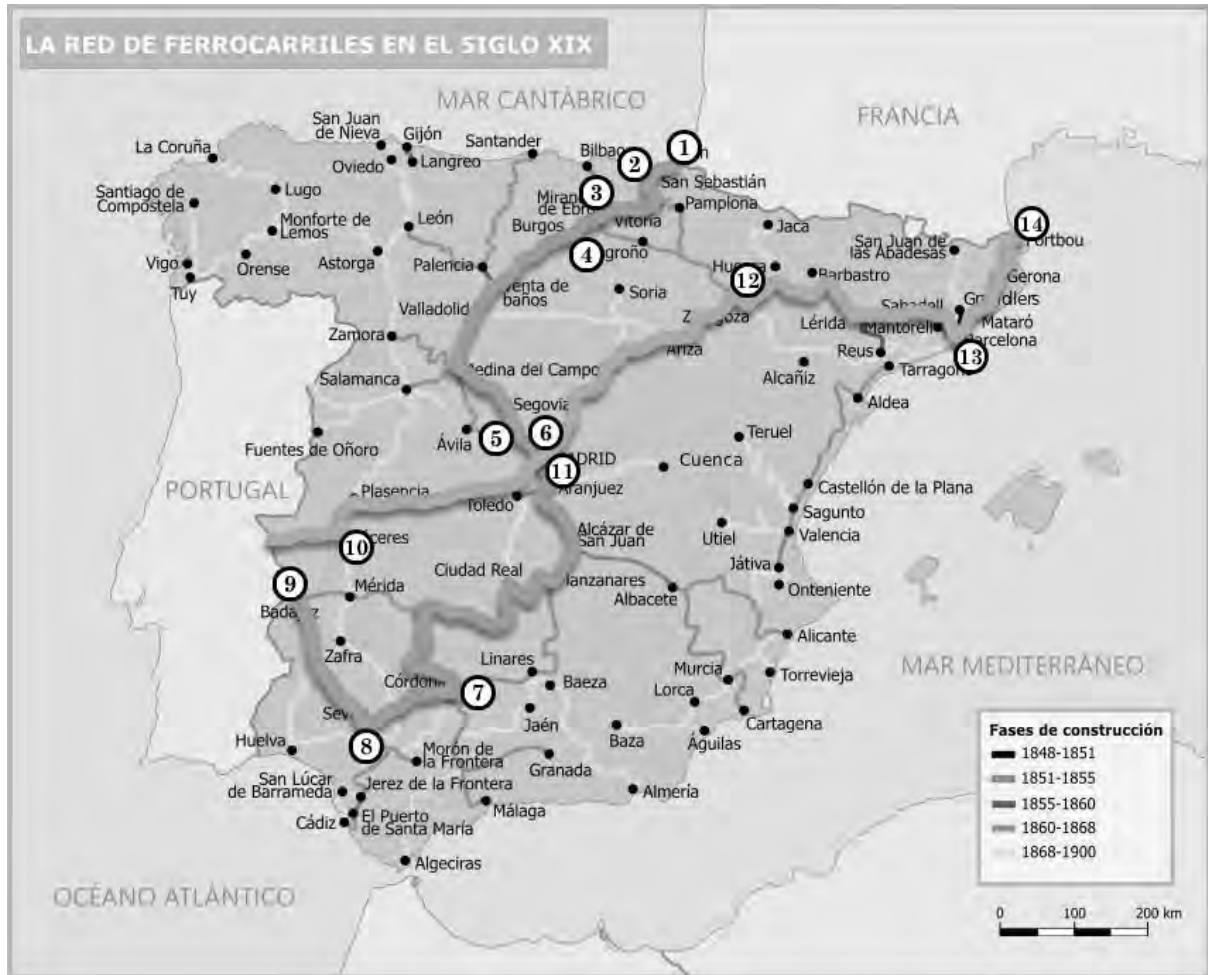 LA RED DE FERROCARRILES EN EL SIGLO XIX
MAR CANTÁBRICO
FRANCIA
San Juan
de Nieva
Gijón
Santander
La Coruña
Oviedo
Langreo
1
2
San Sebastián
Lugo
Santiago de
Compostela
3
Vitoria
Pamplona
14
Monforte de
Lemos
León
Burgos
Jaca
San Juan de
las Abadesas
Vigo
Orense
Astorga
Palencia
4
12
Barbastro
Gerona
Tuy
Soria
baños
Valladolid
Lérida
Mataró
Zamora
Ariza
Reus
13
Tarragona
Salamanca
Alcañiz
Segovia
Aldea
Fuentes de Oñoro
Ávila
5
6
Teruel
11
Cuenca
PORTUGAL
Plasencia
Aranjuez
Toledo
Castellón de la Plana
Sagunto
Alcázar de
San Juan
Utiel
Valencia
10
Ciudad Real
Játiva
9
Mérida
Albacete
Onteniente
Zafra
Alicante
Linares
MAR MEDITERRÁNEO
7
Baeza
Murcia
Torrevieja
Lorca
Jaén
Cartagena
Huelva
8
Morón de
la Frontera
Baza
Águilas
Granada
San Lúcar
de Barrameda
Jerez de la Frontera
Almería
El Puerto
de Santa María
Málaga
Cádiz
Algeciras
OCÉANO ATLÁNTICO
Fases de construcción
1848-1851
1851-1855
1855-1860
1860-1868
1868-1900
0 100 200 km